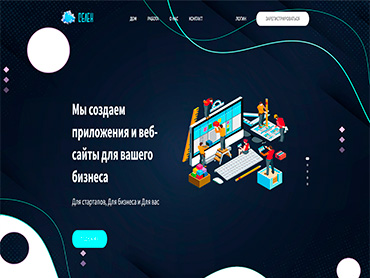 СЕЛЕН
ДОМ РАБОТА О НАС КОНТАКТ ЛОГИН ЗАРЕГИСТРИРОВАТЬСЯ
Мы создаем
приложения и веб-
сайты для вашего
бизнеса
Для стартапов, Для бизнеса и Для вас